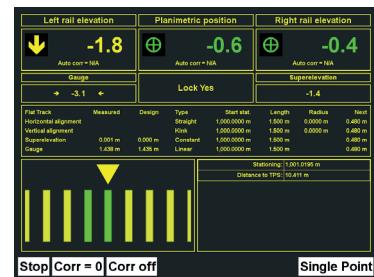 Left rail elevation Planimetric position Right rail elevation
-1.8 -0.6 -0.4
Auto corr = N/A Auto corr = N/A Auto corr = N/A
Gauge Superelevation
→ -3.1 ← Lock Yes -1.4
Flat Track Measured Design Type Start stat. Length Radius Next
Horizontal alignment Straight 1,000.0000 m 1.500 m 0.0000 m 0.480 m
Vertical alignment Kink 1,000.0000 m 1.500 m 0.0000 m 0.480 m
Superelevation 0.001 m 0.000 m Constant 1,000.0000 m 1.500 m 0.480 m
Gauge 1.438 m 1.435 m Linear 1,000.0000 m 1.500 m 0.480 m
Stationing: 1,001.0195 m
Distance to TPS: 10.411 m
Stop Corr = 0 Corr off Single Point